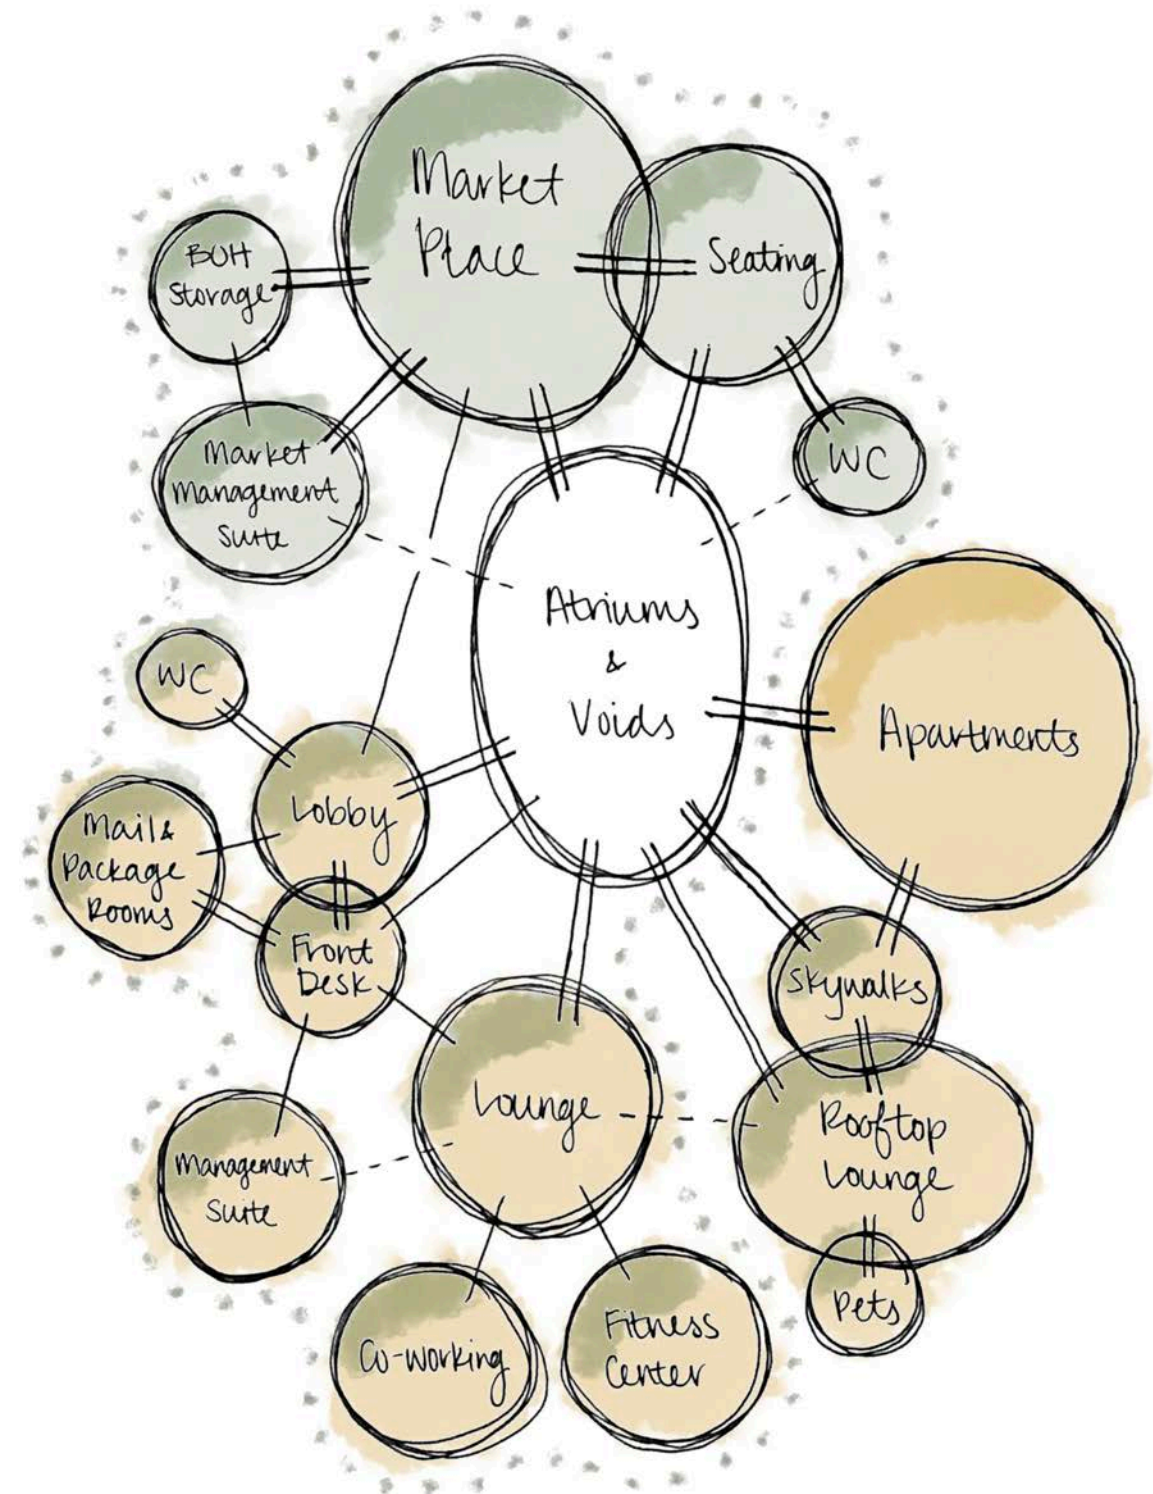 Market
Place
Seating
BOH
Storage
Market
Management
Suite
WC
Atriums
&
Voids
Apartments
WC
Lobby
Mail &
Package
Rooms
Front
Desk
Skywalks
Lounge
Rooftop
Lounge
Management
Suite
Co-working
Fitness
Center
Pets